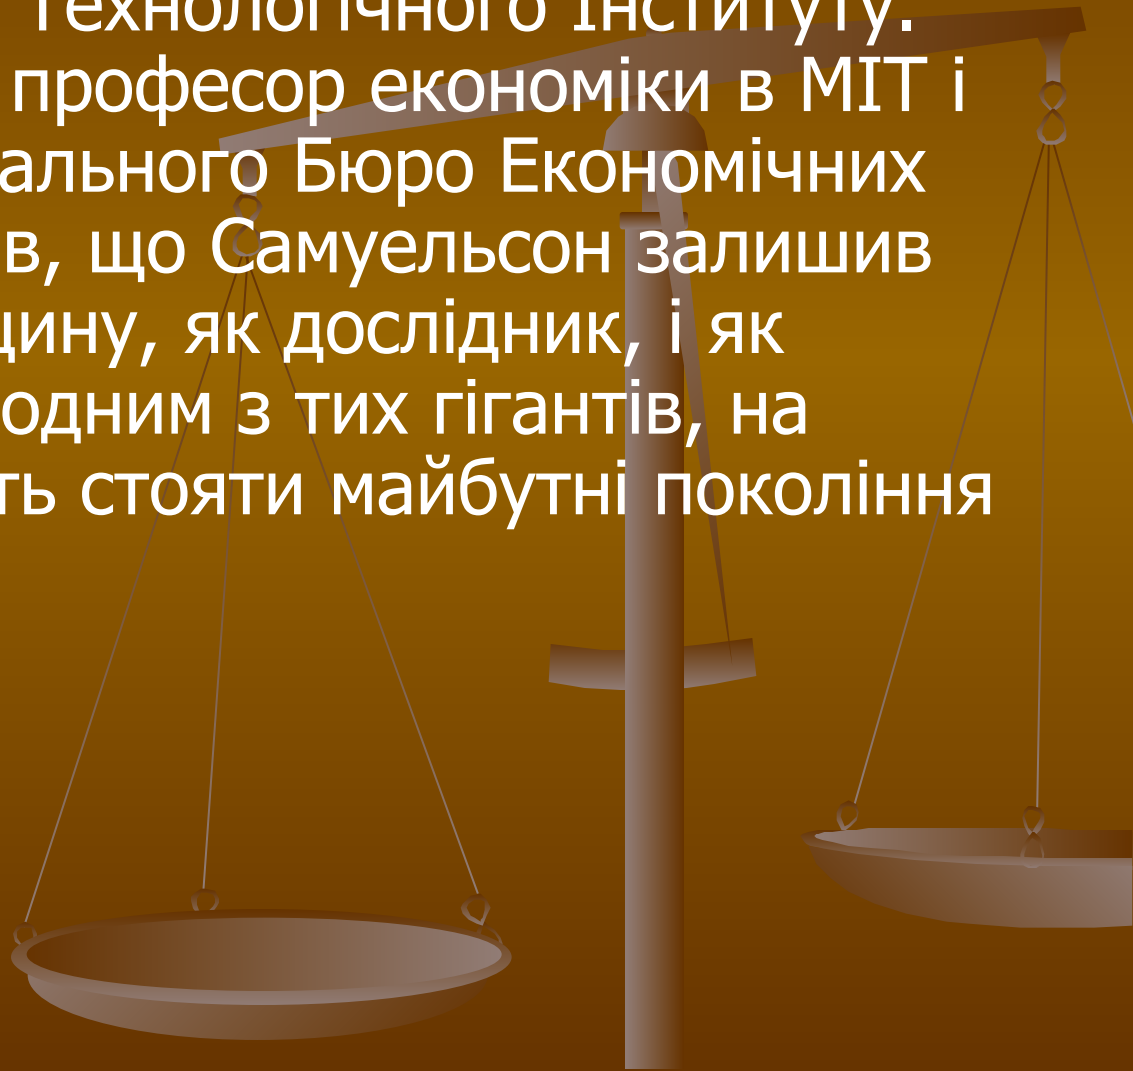 Технологічного Інституту.
професор економіки в МІТ і
ального Бюро Економічних
в, що Самуельсон залишив
щину, як дослідник, і як
одним з тих гігантів, на
ть стояти майбутні покоління